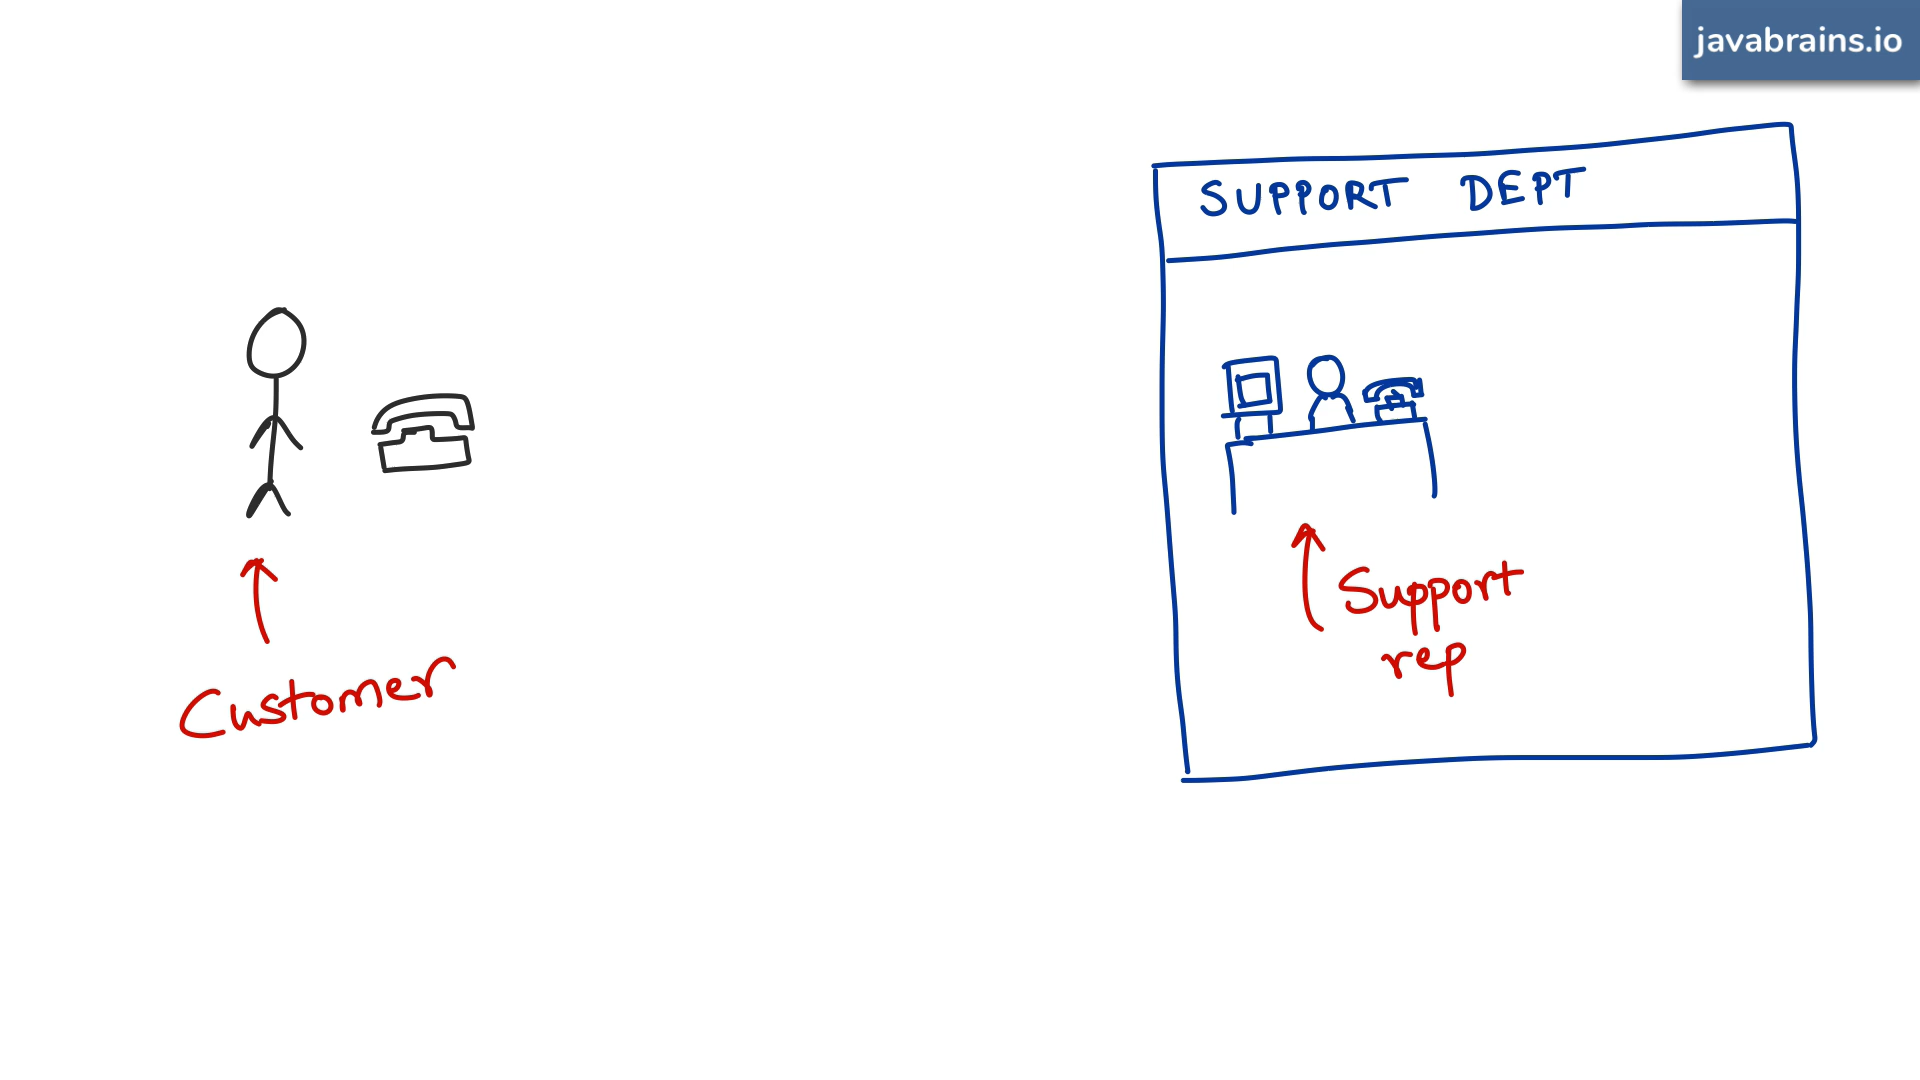 javabrains.io
SUPPORT DEPT
Support
rep
Customer